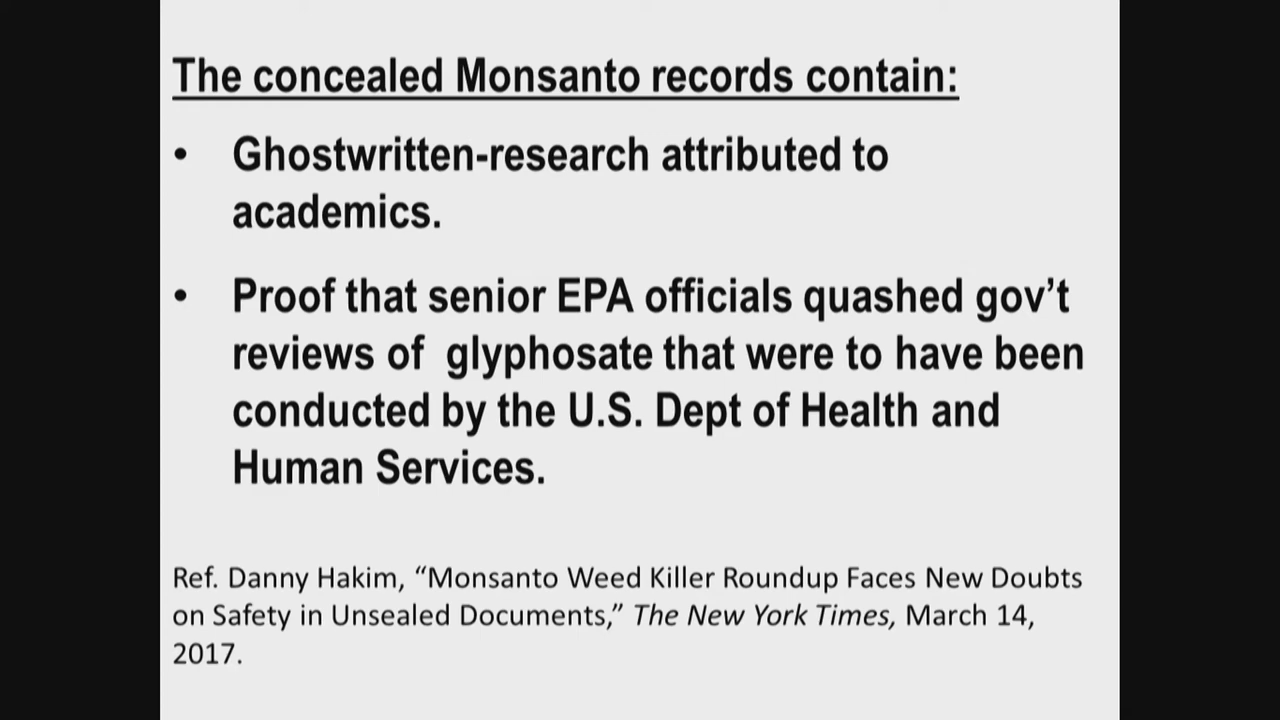 The concealed Monsanto records contain:
• Ghostwritten-research attributed to
academics.
• Proof that senior EPA officials quashed gov’t
reviews of glyphosate that were to have been
conducted by the U.S. Dept of Health and
Human Services.
Ref. Danny Hakim, “Monsanto Weed Killer Roundup Faces New Doubts
on Safety in Unsealed Documents,” The New York Times, March 14,
2017.